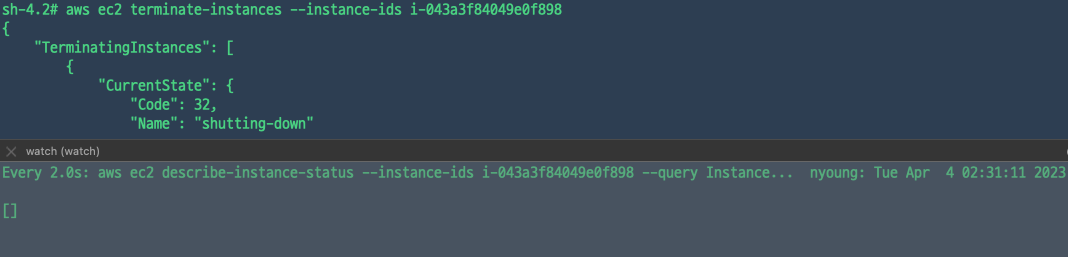 sh-4.2# aws ec2 terminate-instances --instance-ids i-043a3f84049e0f898
{
    "TerminatingInstances": [
        {
            "CurrentState": {
                "Code": 32,
                "Name": "shutting-down"
watch (watch)
Every 2.0s: aws ec2 describe-instance-status --instance-ids i-043a3f84049e0f898 --query Instance...  nyoung: Tue Apr  4 02:31:11 2023
[]